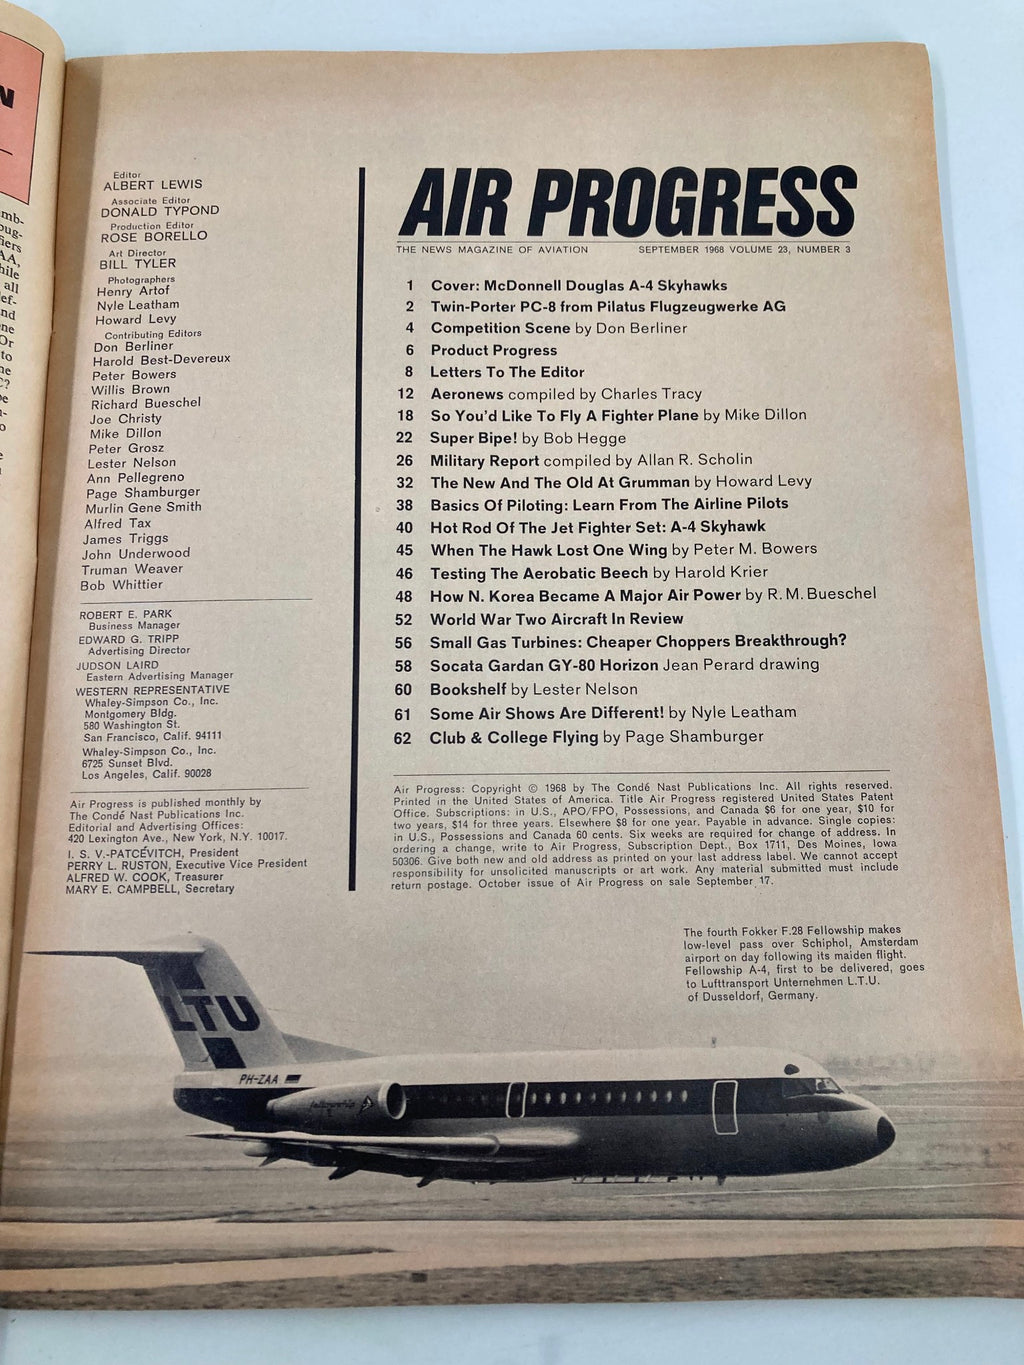 N
mb-
oug-
fiers
AA,
hile
all
ef-
nd
ne
Or
to
he
C?
Editor
ALBERT LEWIS
Associate Editor
DONALD TYPOND
Production Editor
ROSE BORELLO
Art Director
BILL TYLER
Photographers
Henry Artof
Nyle Leatham
Howard Levy
Contributing Editors
Don Berliner
Harold Best-Devereux
Peter Bowers
Willis Brown
Richard Bueschel
Joe Christy
Mike Dillon
Peter Grosz
Lester Nelson
Ann Pellegreno
Page Shamburger
Murlin Gene Smith
Alfred Tax
James Triggs
John Underwood
Truman Weaver
Bob Whittier
ROBERT E. PARK
Business Manager
EDWARD G. TRIPP
Advertising Director
JUDSON LAIRD
Eastern Advertising Manager
WESTERN REPRESENTATIVE
Whaley-Simpson Co., Inc.
Montgomery Bldg.
580 Washington St.
San Francisco, Calif. 94111
Whaley-Simpson Co., Inc.
6725 Sunset Blvd.
Los Angeles, Calif. 90028
Air Progress is published monthly by
The Condé Nast Publications Inc.
Editorial and Advertising Offices:
420 Lexington Ave., New York, N.Y. 10017.
I. S. V.-PATCÉVITCH, President
PERRY L. RUSTON, Executive Vice President
ALFRED W. COOK, Treasurer
MARY E. CAMPBELL, Secretary
AIR PROGRESS
THE NEWS MAGAZINE OF AVIATION SEPTEMBER 1968 VOLUME 23, NUMBER 3
1 Cover: McDonnell Douglas A-4 Skyhawks
2 Twin-Porter PC-8 from Pilatus Flugzeugwerke AG
4 Competition Scene by Don Berliner
6 Product Progress
8 Letters To The Editor
12 Aeronews compiled by Charles Tracy
18 So You'd Like To Fly A Fighter Plane by Mike Dillon
22 Super Bipe! by Bob Hegge
26 Military Report compiled by Allan R. Scholin
32 The New And The Old At Grumman by Howard Levy
38 Basics Of Piloting: Learn From The Airline Pilots
40 Hot Rod Of The Jet Fighter Set: A-4 Skyhawk
45 When The Hawk Lost One Wing by Peter M. Bowers
46 Testing The Aerobatic Beech by Harold Krier
48 How N. Korea Became A Major Air Power by R. M. Bueschel
52 World War Two Aircraft In Review
56 Small Gas Turbines: Cheaper Choppers Breakthrough?
58 Socata Gardan GY-80 Horizon Jean Perard drawing
60 Bookshelf by Lester Nelson
61 Some Air Shows Are Different! by Nyle Leatham
62 Club & College Flying by Page Shamburger
Air Progress: Copyright © 1968 by The Condé Nast Publications Inc. All rights reserved.
Printed in the United States of America. Title Air Progress registered United States Patent
Office. Subscriptions: in U.S., APO/FPO, Possessions, and Canada $6 for one year, $10 for
two years, $14 for three years. Elsewhere $8 for one year. Payable in advance. Single copies:
in U.S., Possessions and Canada 60 cents. Six weeks are required for change of address. In
ordering a change, write to Air Progress, Subscription Dept., Box 1711, Des Moines, Iowa
50306. Give both new and old address as printed on your last address label. We cannot accept
responsibility for unsolicited manuscripts or art work. Any material submitted must include
return postage. October issue of Air Progress on sale September 17.
The fourth Fokker F.28 Fellowship makes
low-level pass over Schiphol, Amsterdam
airport on day following its maiden flight.
Fellowship A-4, first to be delivered, goes
to Lufttransport Unternehmen L.T.U.
of Dusseldorf, Germany.
LTU
PH-ZAA
fellowship